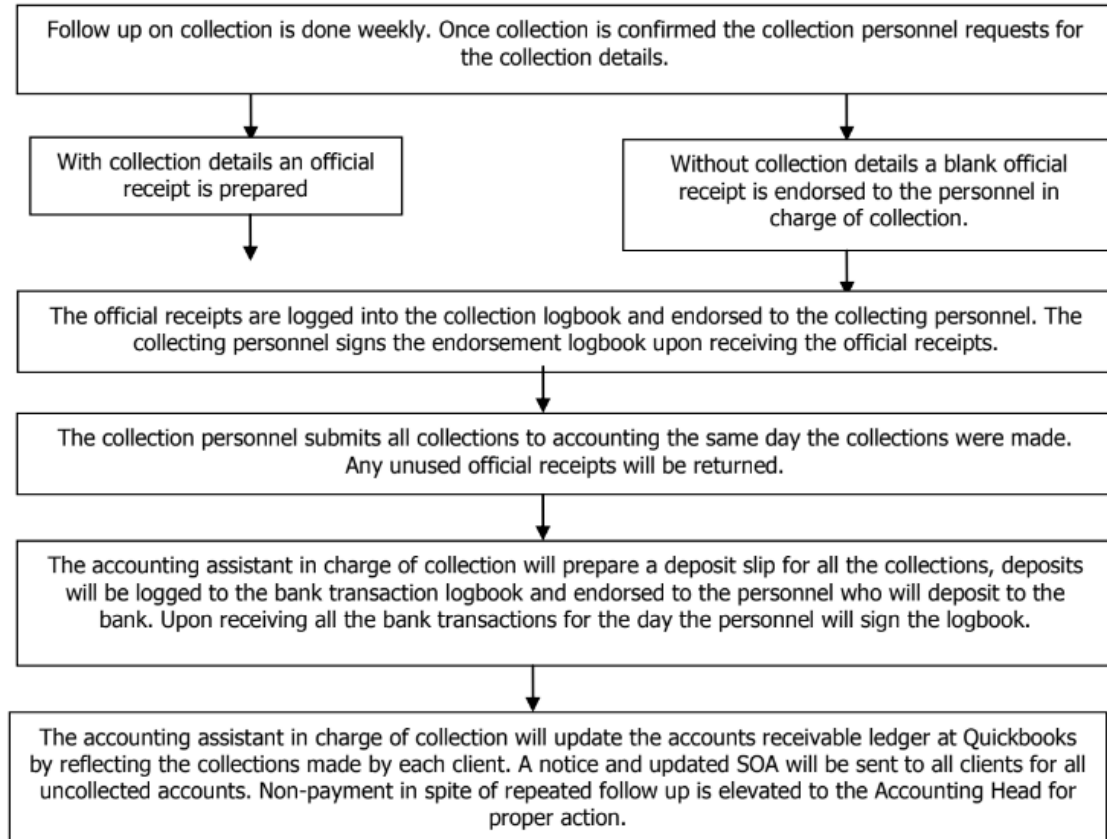 Follow up on collection is done weekly. Once collection is confirmed the collection personnel requests for
the collection details.
With collection details an official
receipt is prepared
Without collection details a blank official
receipt is endorsed to the personnel in
charge of collection.
The official receipts are logged into the collection logbook and endorsed to the collecting personnel. The
collecting personnel signs the endorsement logbook upon receiving the official receipts.
The collection personnel submits all collections to accounting the same day the collections were made.
Any unused official receipts will be returned.
The accounting assistant in charge of collection will prepare a deposit slip for all the collections, deposits
will be logged to the bank transaction logbook and endorsed to the personnel who will deposit to the
bank. Upon receiving all the bank transactions for the day the personnel will sign the logbook.
The accounting assistant in charge of collection will update the accounts receivable ledger at Quickbooks
by reflecting the collections made by each client. A notice and updated SOA will be sent to all clients for all
uncollected accounts. Non-payment in spite of repeated follow up is elevated to the Accounting Head for
proper action.